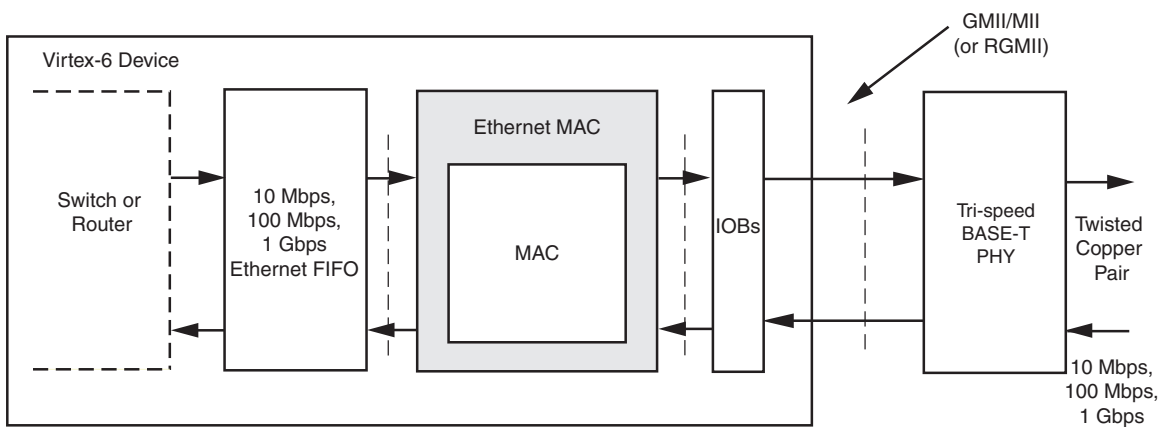 GMII/MII
(or RGMII)
Virtex-6 Device
Switch or
Router
10 Mbps,
100 Mbps,
1 Gbps
Ethernet FIFO
Ethernet MAC
MAC
IOBs
Tri-speed
BASE-T
PHY
Twisted
Copper
Pair
10 Mbps,
100 Mbps,
1 Gbps